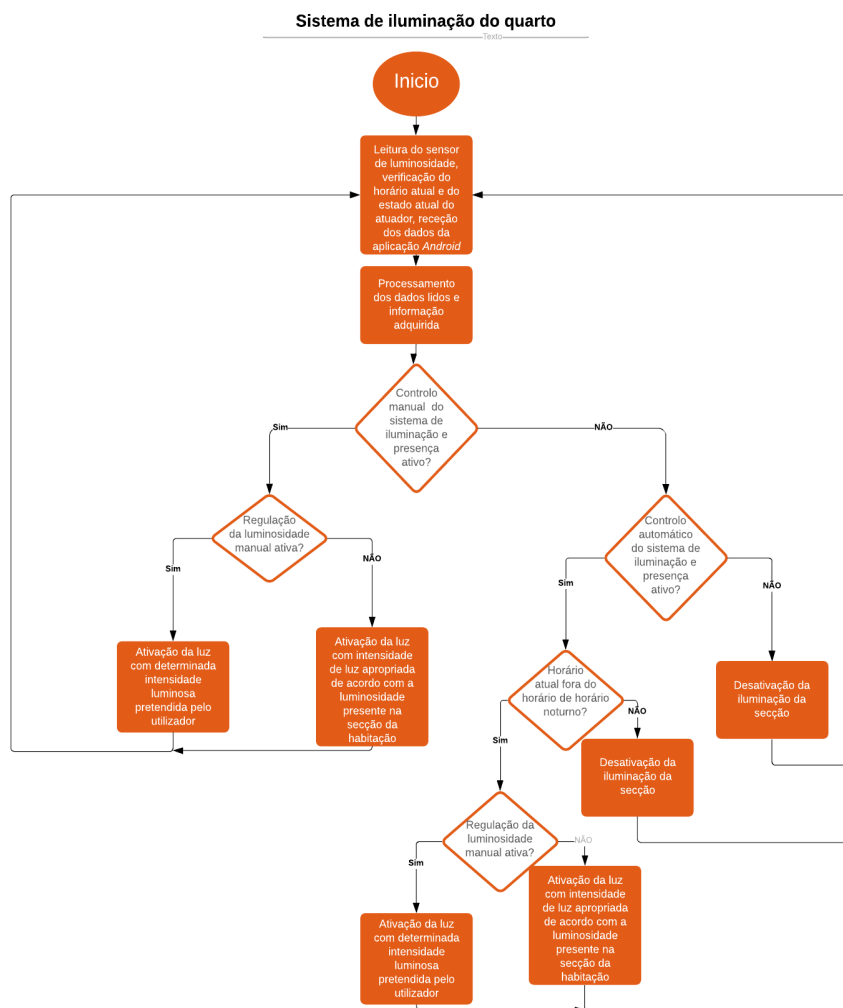 Sistema de iluminação do quarto
Texto
Inicio
Leitura do sensor
de luminosidade,
verificação do
horário atual e do
estado atual do
atuador, receção
dos dados da
aplicação Android
Processamento
dos dados lidos e
informação
adquirida
Controlo
manual do
sistema de
iluminação e
presença
ativo?
Sim
NÃO
Regulação
da luminosidade
manual ativa?
Controlo
automático
do sistema de
iluminação e
presença
ativo?
Sim
NÃO
Sim
NÃO
Ativação da luz
com determinada
intensidade
luminosa
pretendida pelo
utilizador
Ativação da luz
com intensidade
de luz apropriada
de acordo com a
luminosidade
presente na
secção da
habitação
Horário
atual fora do
horário de horário
noturno?
Desativação da
iluminação da
secção
Sim
NÃO
Desativação da
iluminação da
secção
Regulação da
luminosidade
manual ativa?
Sim
NÃO
Ativação da luz
com determinada
intensidade
luminosa
pretendida pelo
utilizador
Ativação da luz
com intensidade
de luz apropriada
de acordo com a
luminosidade
presente na
secção da
habitação